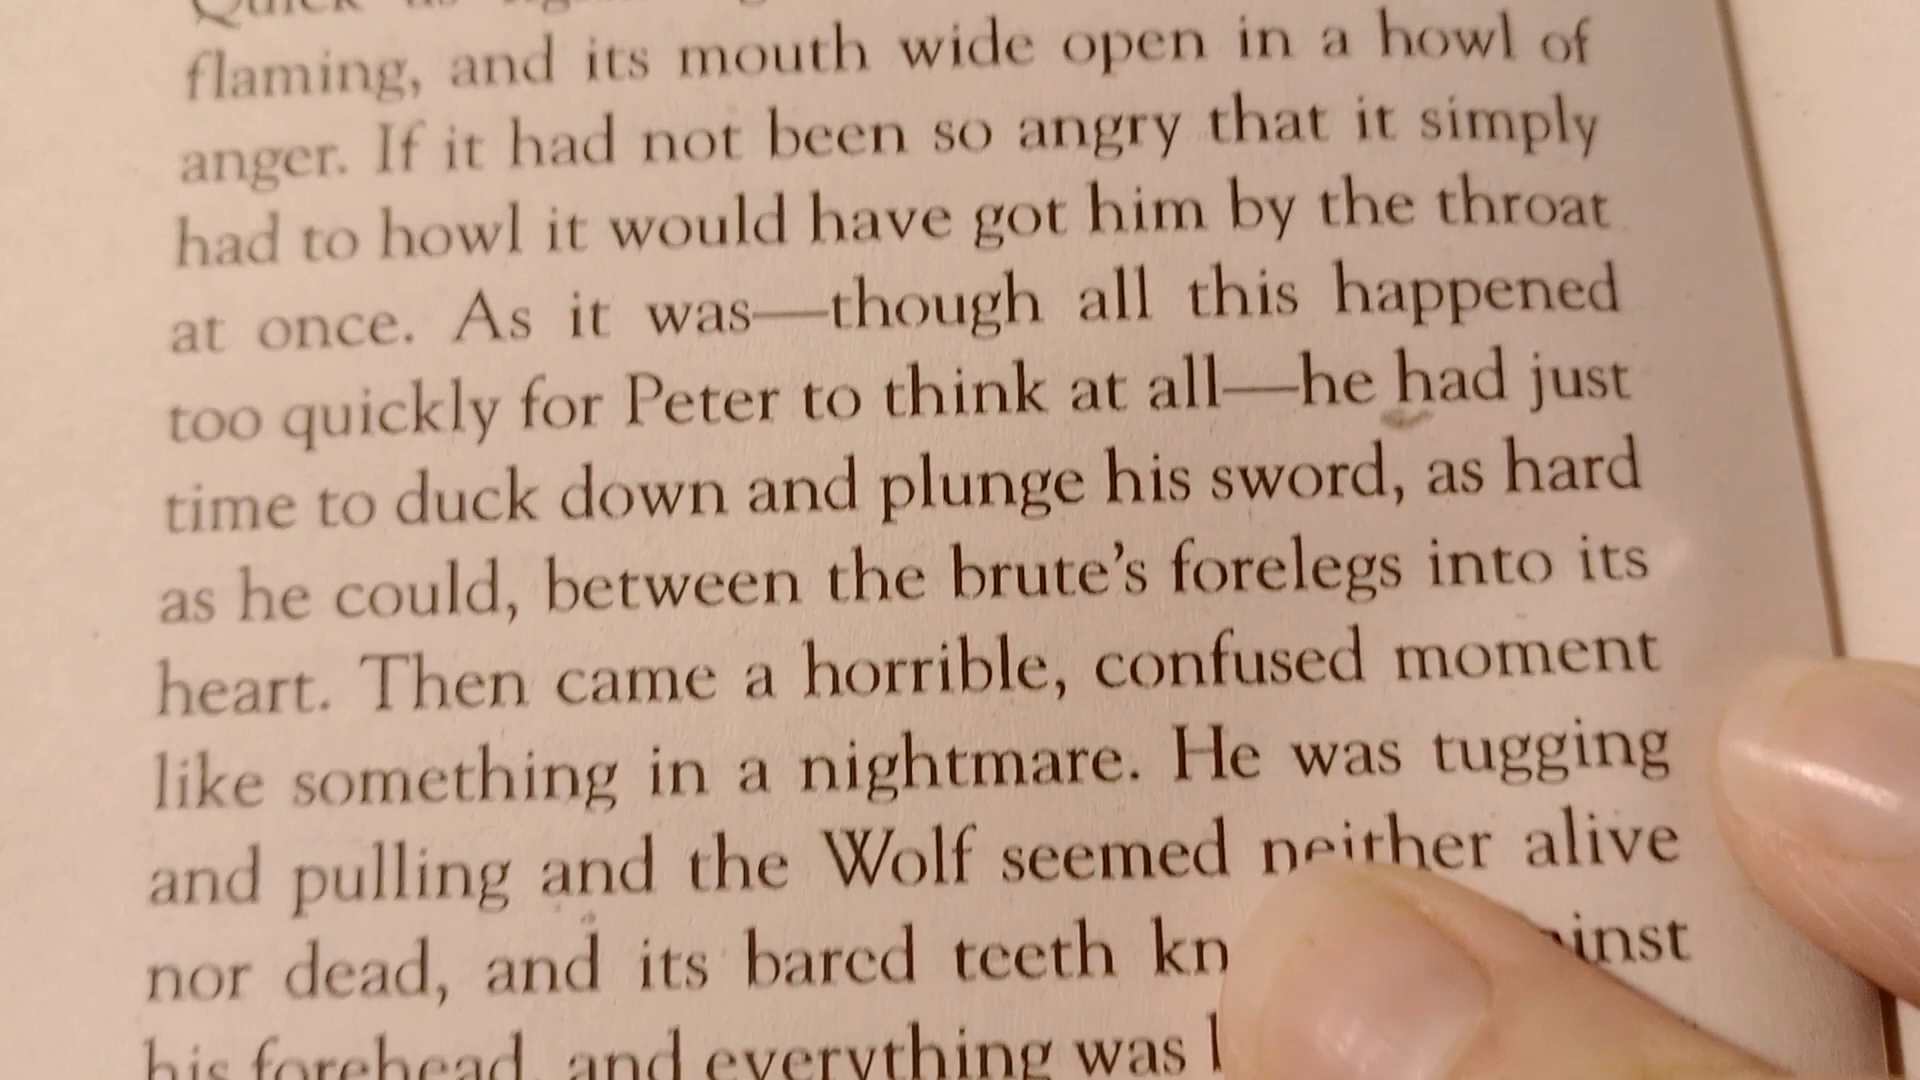 flaming, and its mouth wide open in a howl of
anger. If it had not been so angry that it simply
had to howl it would have got him by the throat
at once. As it was—though all this happened
too quickly for Peter to think at all—he had just
time to duck down and plunge his sword, as hard
as he could, between the brute's forelegs into its
heart. Then came a horrible, confused moment
like something in a nightmare. He was tugging
and pulling and the Wolf seemed neither alive
nor dead, and its bared teeth
his forehead, and everything was